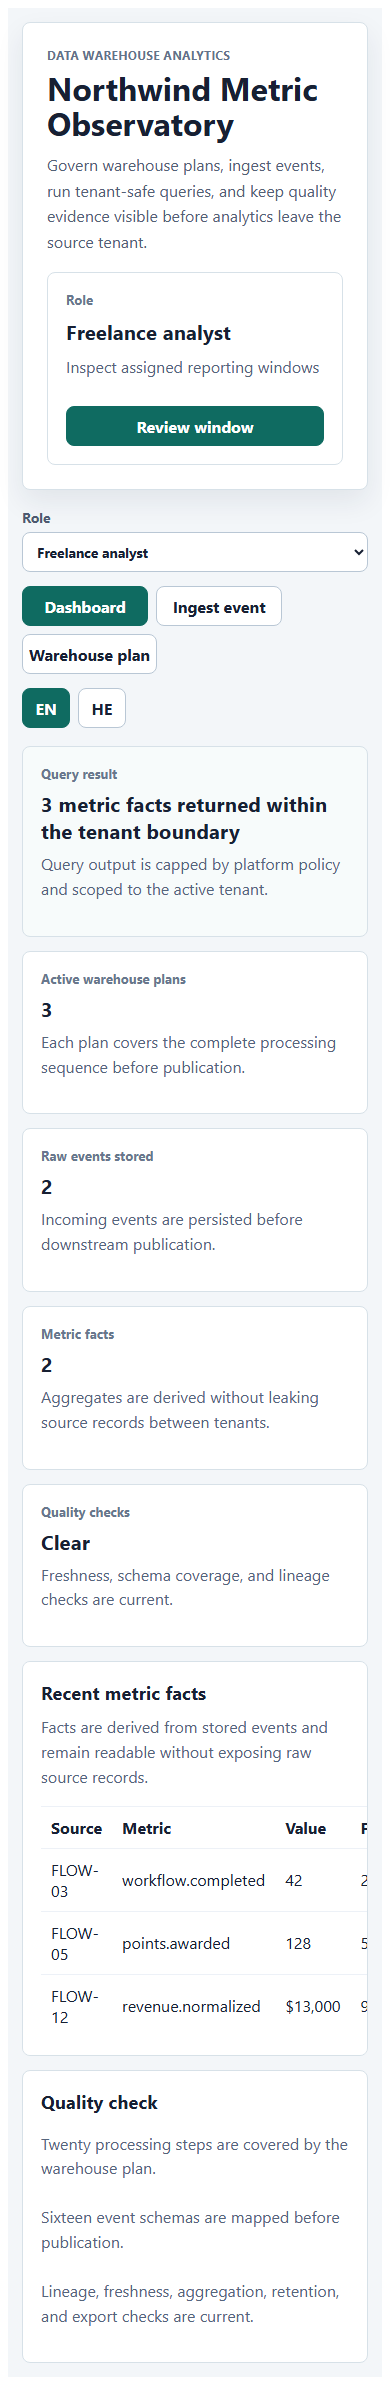 DATA WAREHOUSE ANALYTICS
Northwind Metric
Observatory
Govern warehouse plans, ingest events,
run tenant-safe queries, and keep quality
evidence visible before analytics leave the
source tenant.
Role
Freelance analyst
Inspect assigned reporting windows
Review window
Role
Freelance analyst
Dashboard
Ingest event
Warehouse plan
EN
HE
Query result
3 metric facts returned within
the tenant boundary
Query output is capped by platform policy
and scoped to the active tenant.
Active warehouse plans
3
Each plan covers the complete processing
sequence before publication.
Raw events stored
2
Incoming events are persisted before
downstream publication.
Metric facts
2
Aggregates are derived without leaking
source records between tenants.
Quality checks
Clear
Freshness, schema coverage, and lineage
checks are current.
Recent metric facts
Facts are derived from stored events and
remain readable without exposing raw
source records.
Source Metric Value
FLOW-
03 workflow.completed 42
FLOW-
05 points.awarded 128
FLOW-
12 revenue.normalized $13,000
Quality check
Twenty processing steps are covered by the
warehouse plan.
Sixteen event schemas are mapped before
publication.
Lineage, freshness, aggregation, retention,
and export checks are current.